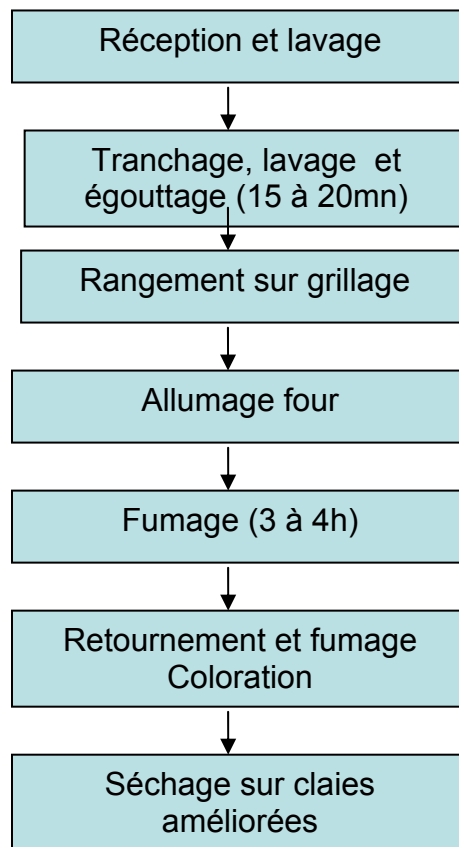 Réception et lavage
Tranchage, lavage et
égouttage (15 à 20mn)
Rangement sur grillage
Allumage four
Fumage (3 à 4h)
Retournement et fumage
Coloration
Séchage sur claies
améliorées